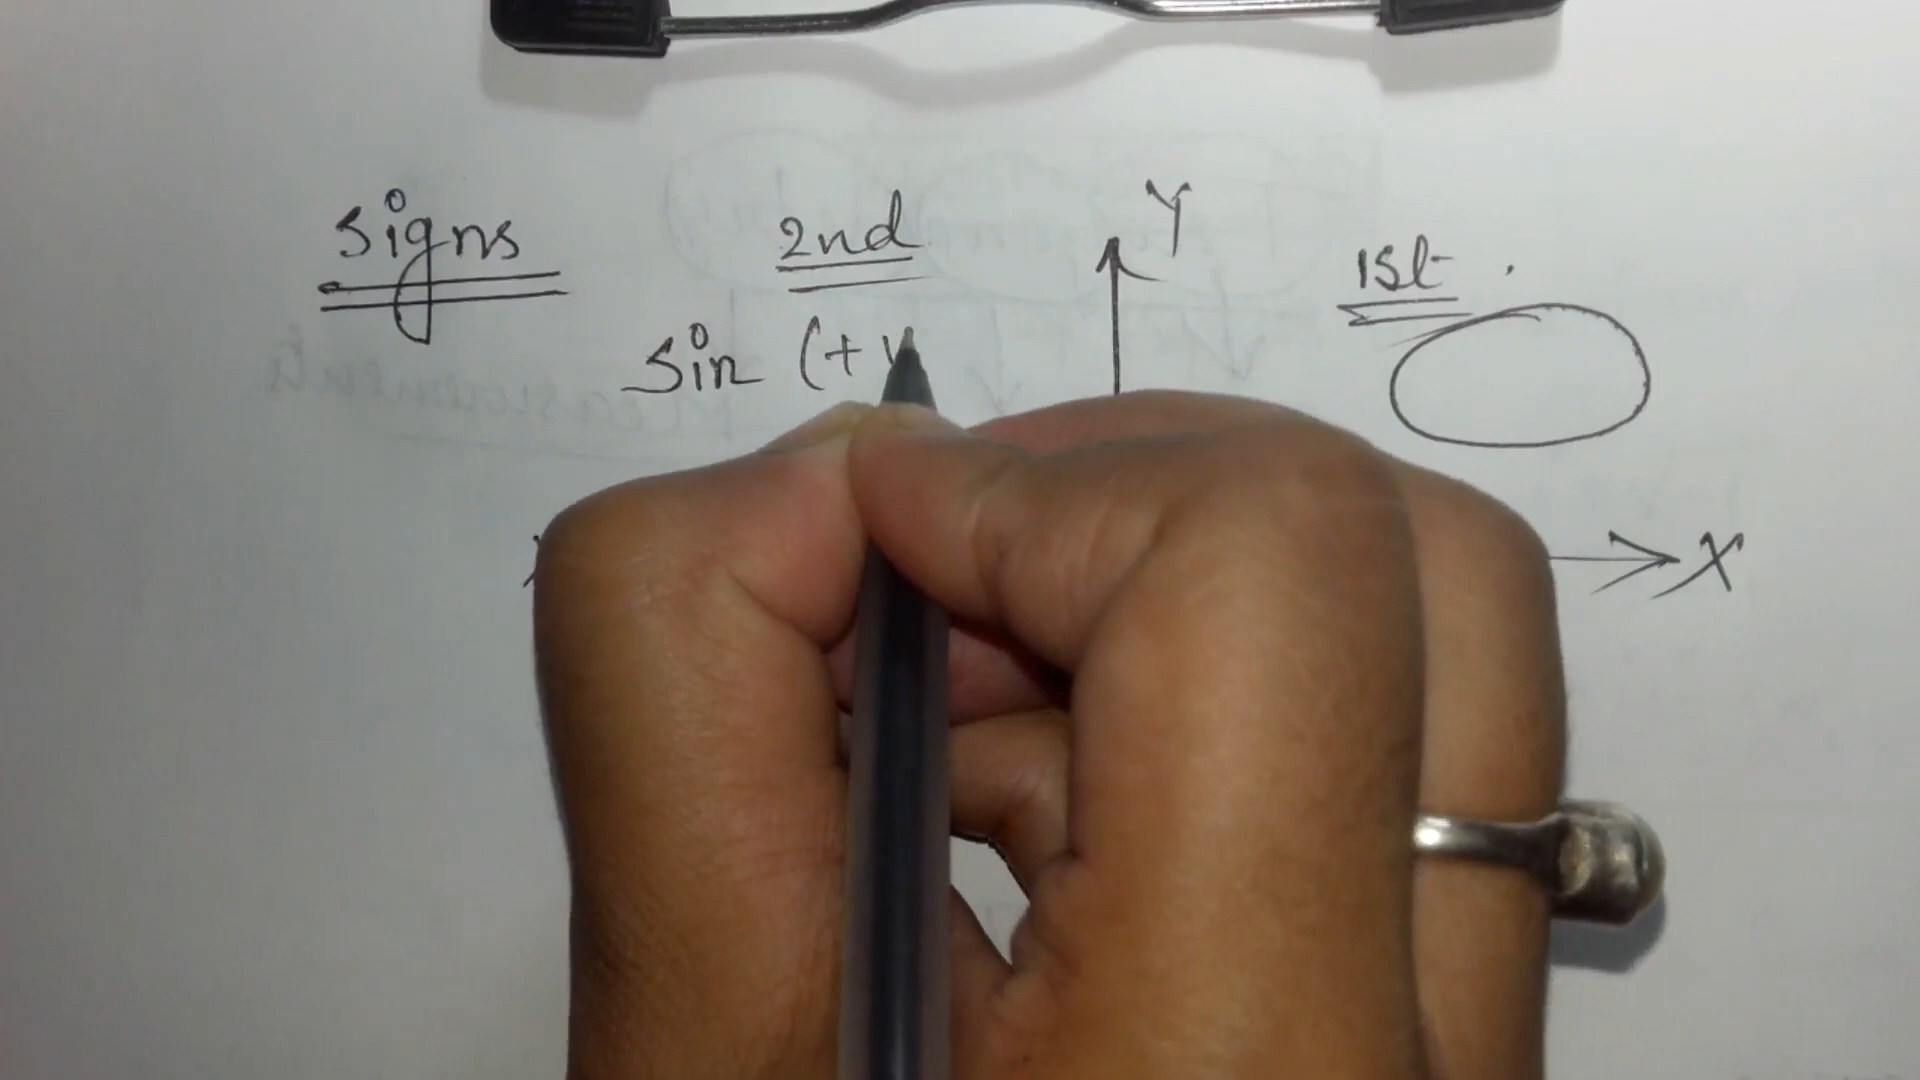 Signs
2nd
Y
1st
Sin (+v
X